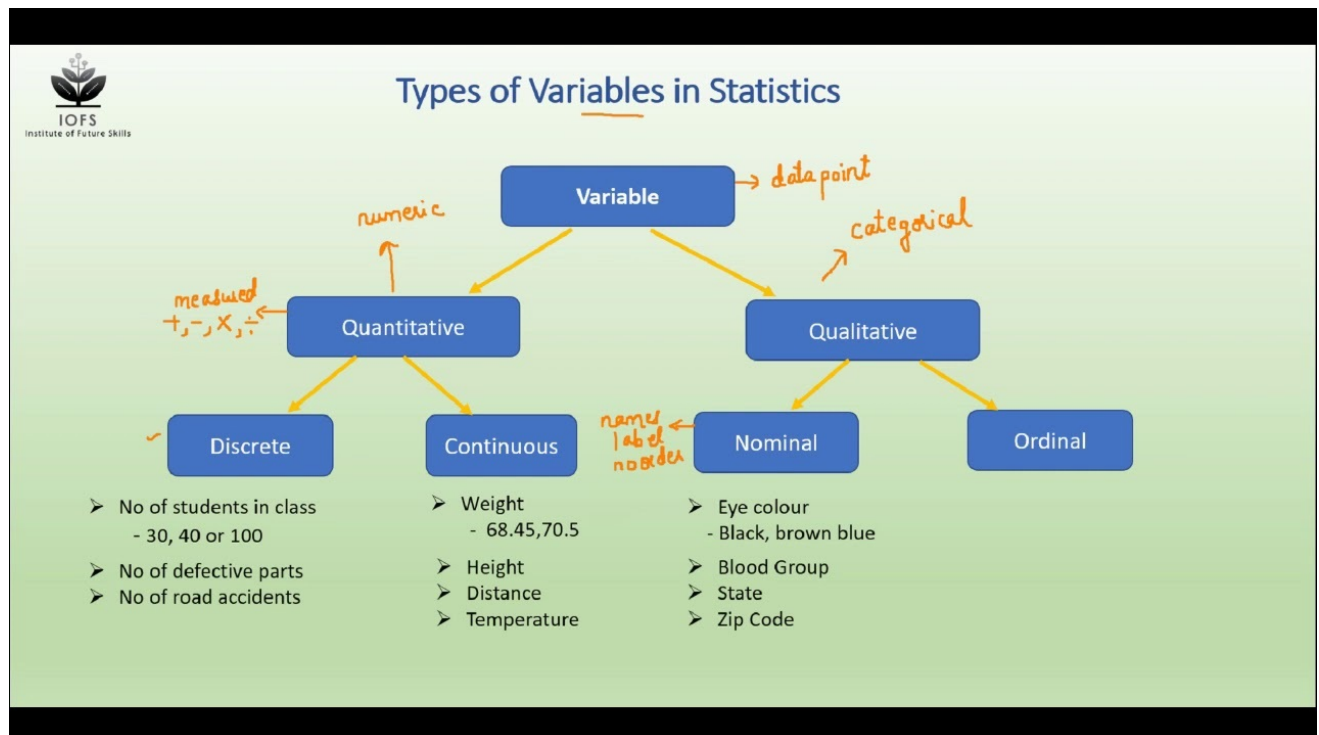 IOFS
Institute of Future Skills
Types of Variables in Statistics
Variable
data point
numeric
categorical
measured
+, -, ×, ÷
Quantitative
Qualitative
Discrete
Continuous
names
label
no order
Nominal
Ordinal
➢ No of students in class
- 30, 40 or 100
➢ No of defective parts
➢ No of road accidents
➢ Weight
- 68.45,70.5
➢ Height
➢ Distance
➢ Temperature
➢ Eye colour
- Black, brown blue
➢ Blood Group
➢ State
➢ Zip Code